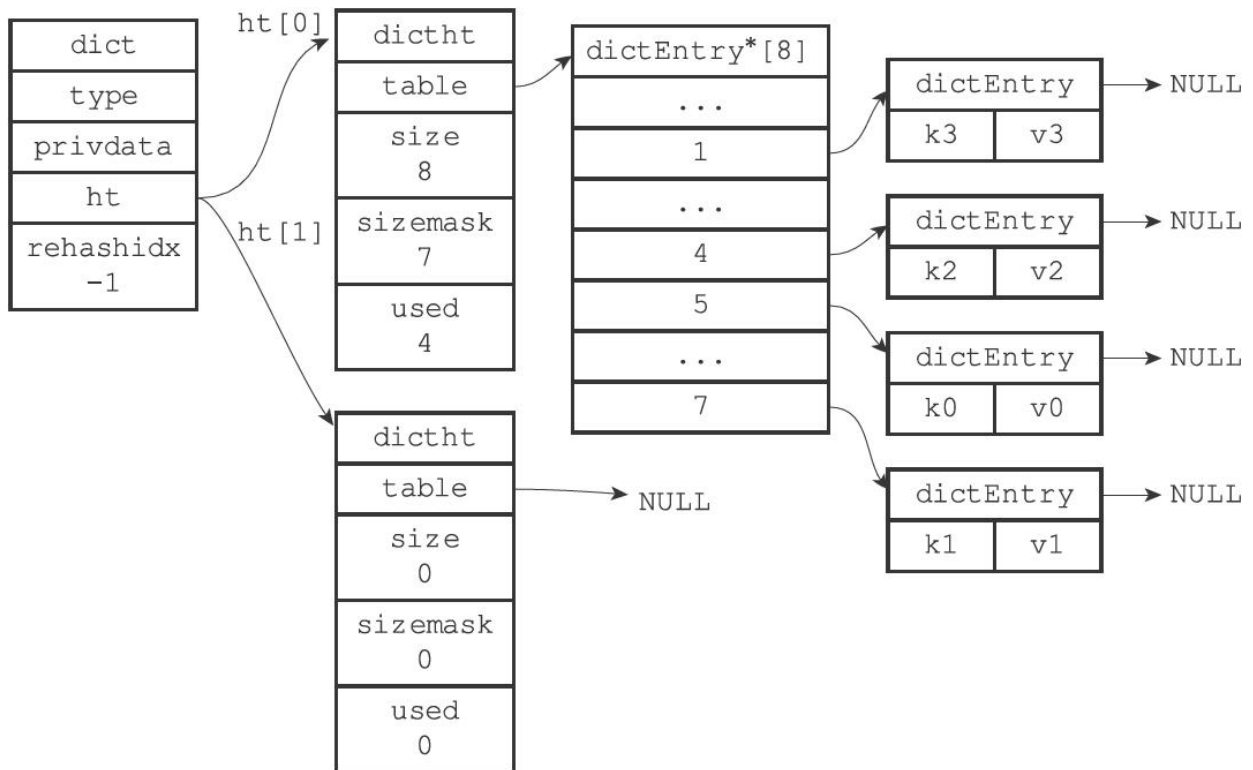 dict
type
privdata
ht
rehashidx
-1
ht[0]
ht[1]
dictht
table
size
8
sizemask
7
used
4
dictht
table
size
0
sizemask
0
used
0
NULL
dictEntry*[8]
...
1
...
4
5
...
7
dictEntry
k3 v3
NULL
dictEntry
k2 v2
NULL
dictEntry
k0 v0
NULL
dictEntry
k1 v1
NULL